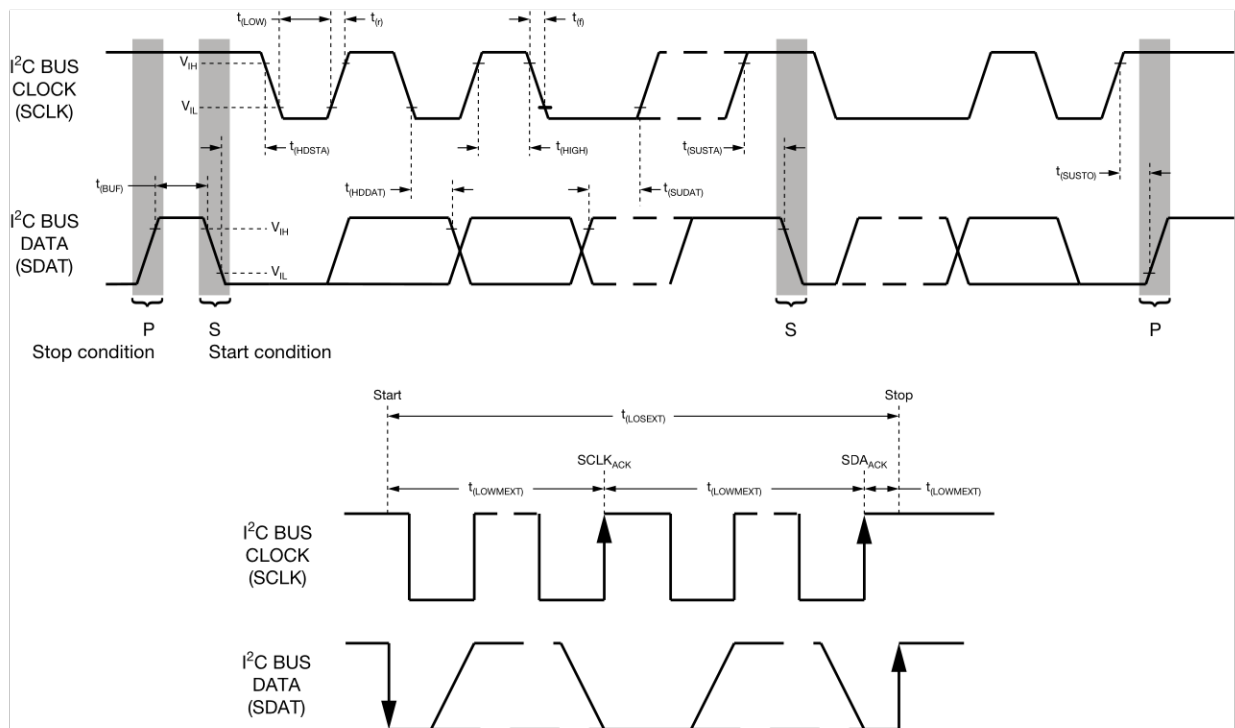 t(LOW) t(r) t(f)
I²C BUS
CLOCK
(SCLK)
VIH
VIL
t(HDSTA) t(HIGH) t(SUSTA)
t(BUF) t(HDDAT) t(SUDAT) t(SUSTO)
I²C BUS
DATA
(SDAT)
VIH
VIL
P S S P
Stop condition Start condition
Start Stop
t(LOSEXT)
SCLKACK SDAACK
t(LOWMEXT) t(LOWMEXT) t(LOWMEXT)
I²C BUS
CLOCK
(SCLK)
I²C BUS
DATA
(SDAT)